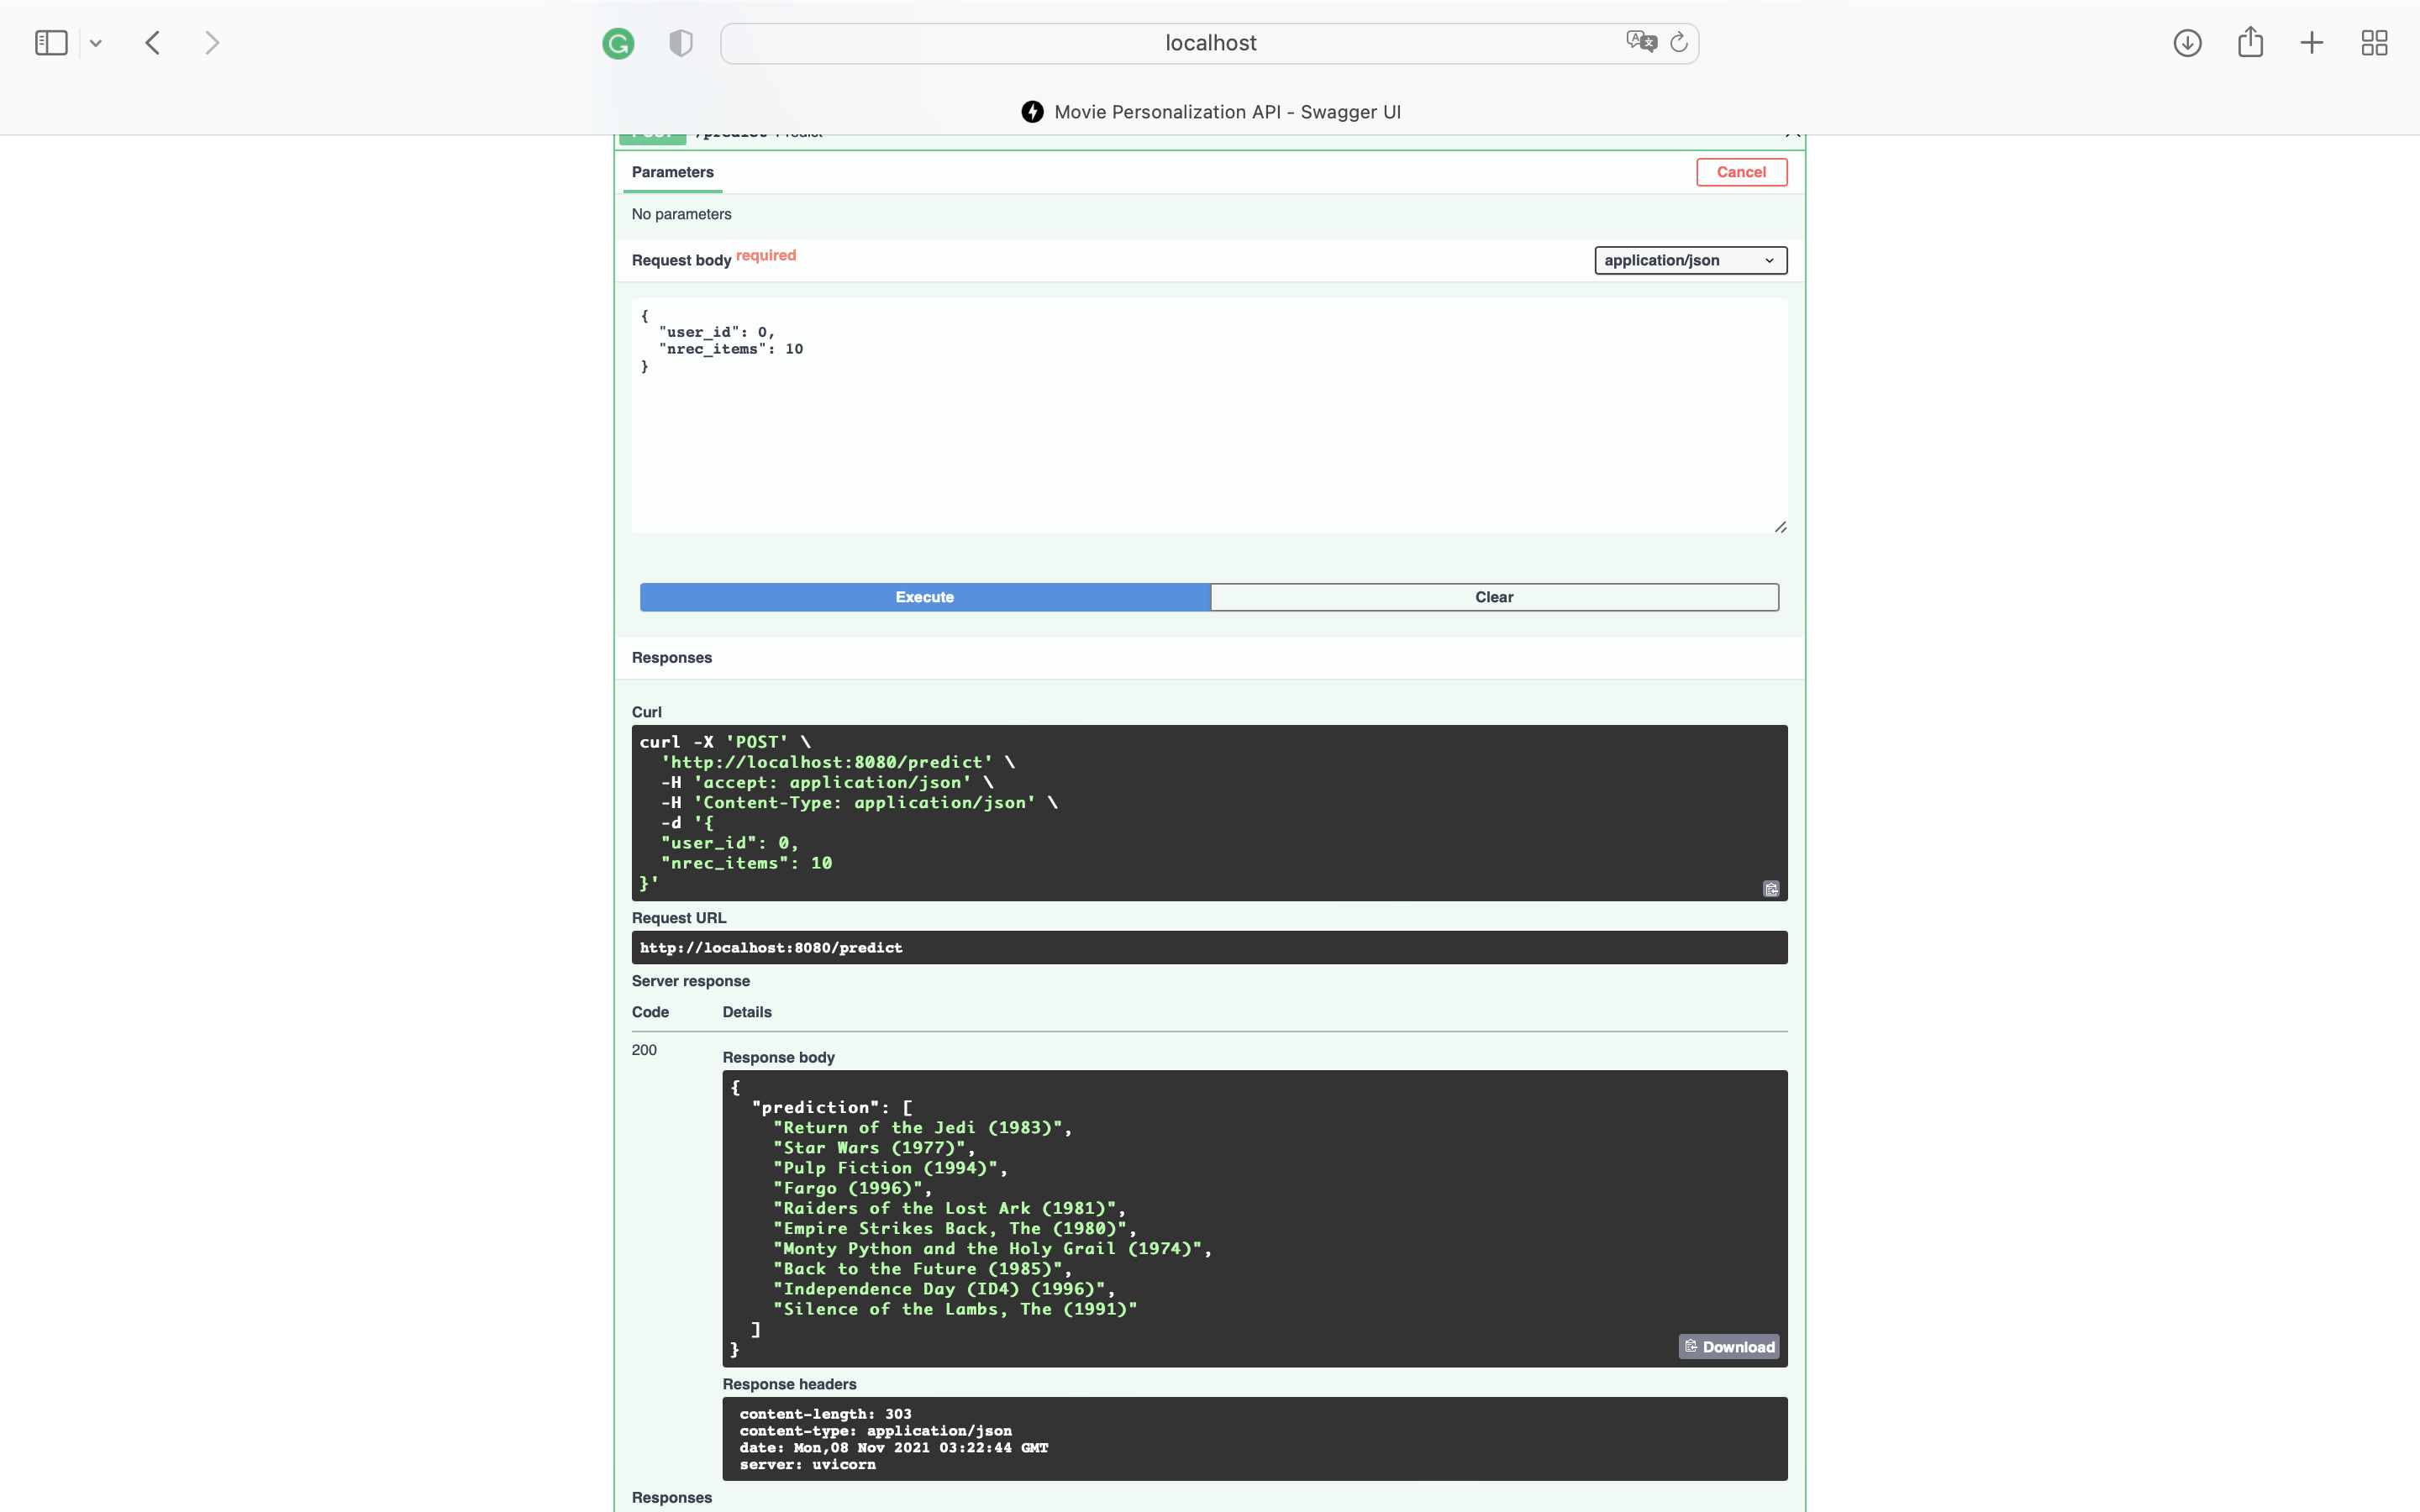 localhost
Movie Personalization API - Swagger UI
POST /predict Predict
Parameters
Cancel
No parameters
Request body required
application/json
{
"user_id": 0,
"nrec_items": 10
}
Execute
Clear
Responses
Curl
curl -X 'POST' \
'http://localhost:8080/predict' \
-H 'accept: application/json' \
-H 'Content-Type: application/json' \
-d '{
"user_id": 0,
"nrec_items": 10
}'
Request URL
http://localhost:8080/predict
Server response
Code Details
200
Response body
{
"prediction": [
"Return of the Jedi (1983)",
"Star Wars (1977)",
"Pulp Fiction (1994)",
"Fargo (1996)",
"Raiders of the Lost Ark (1981)",
"Empire Strikes Back, The (1980)",
"Monty Python and the Holy Grail (1974)",
"Back to the Future (1985)",
"Independence Day (ID4) (1996)",
"Silence of the Lambs, The (1991)"
]
}
Download
Response headers
content-length: 303
content-type: application/json
date: Mon,08 Nov 2021 03:22:44 GMT
server: uvicorn
Responses